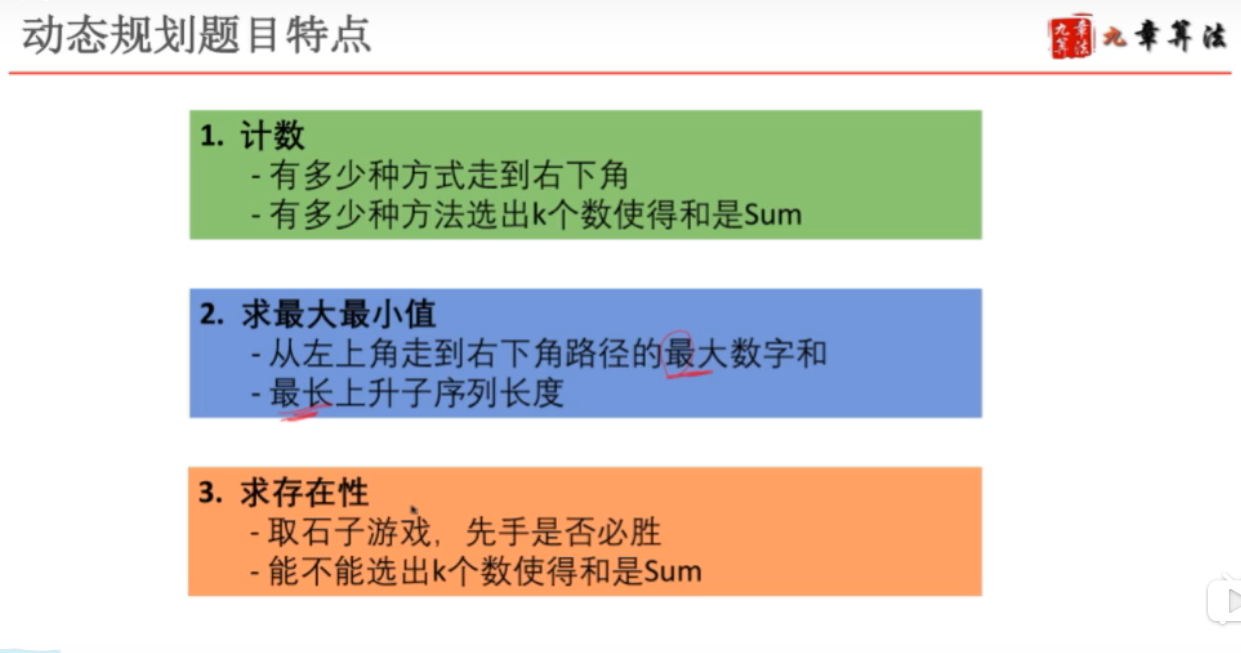 动态规划题目特点
九章算法
九章算法
1. 计数
- 有多少种方式走到右下角
- 有多少种方法选出k个数使得和是Sum
2. 求最大最小值
- 从左上角走到右下角路径的最大数字和
- 最长上升子序列长度
3. 求存在性
- 取石子游戏，先手是否必胜
- 能不能选出k个数使得和是Sum